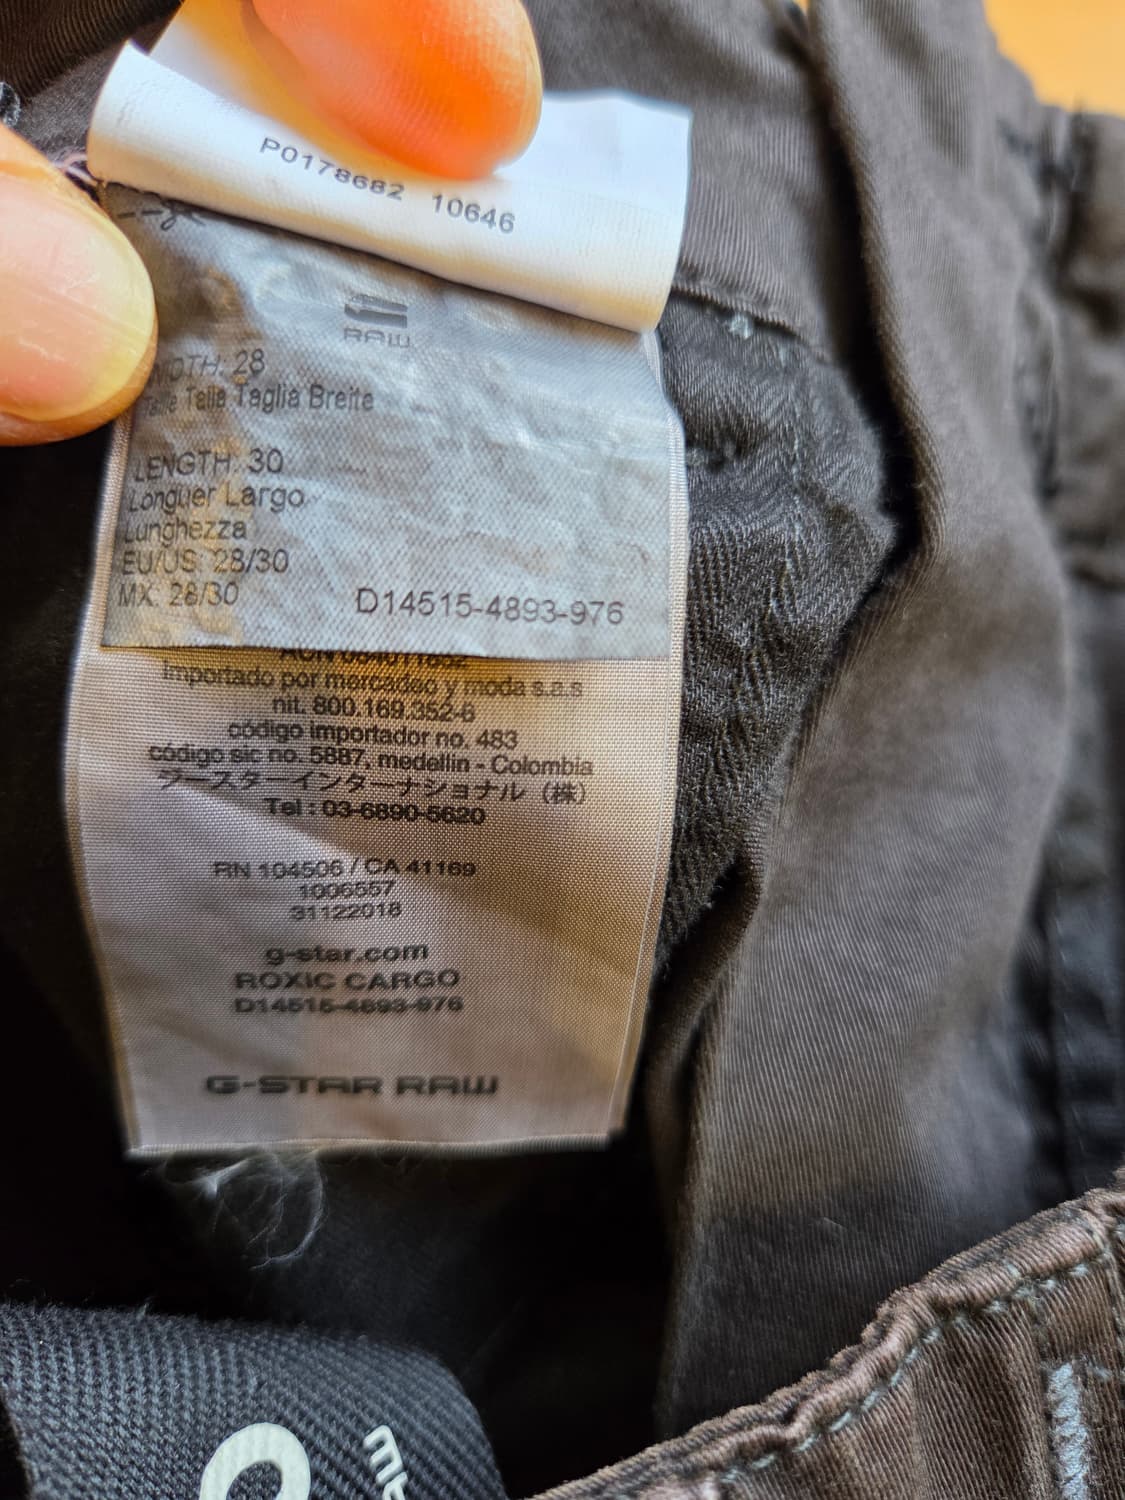 P0178682 10646
RAW
WIDTH: 28
Taille Talla Taglia Breite
LENGTH: 30
Longuer Largo
Lunghezza
EU/US: 28/30
MX: 28/30
D14515-4893-976
Importado por mercadeo y moda s.a.s
nit. 800.169.352-6
código importador no. 483
código sic no. 5887, medellin - Colombia
ジースターインターナショナル（株）
Tel : 03-6890-5620
RN 104506 / CA 41169
1006557
31122018
g-star.com
ROXIC CARGO
D14515-4893-976
G-STAR RAW